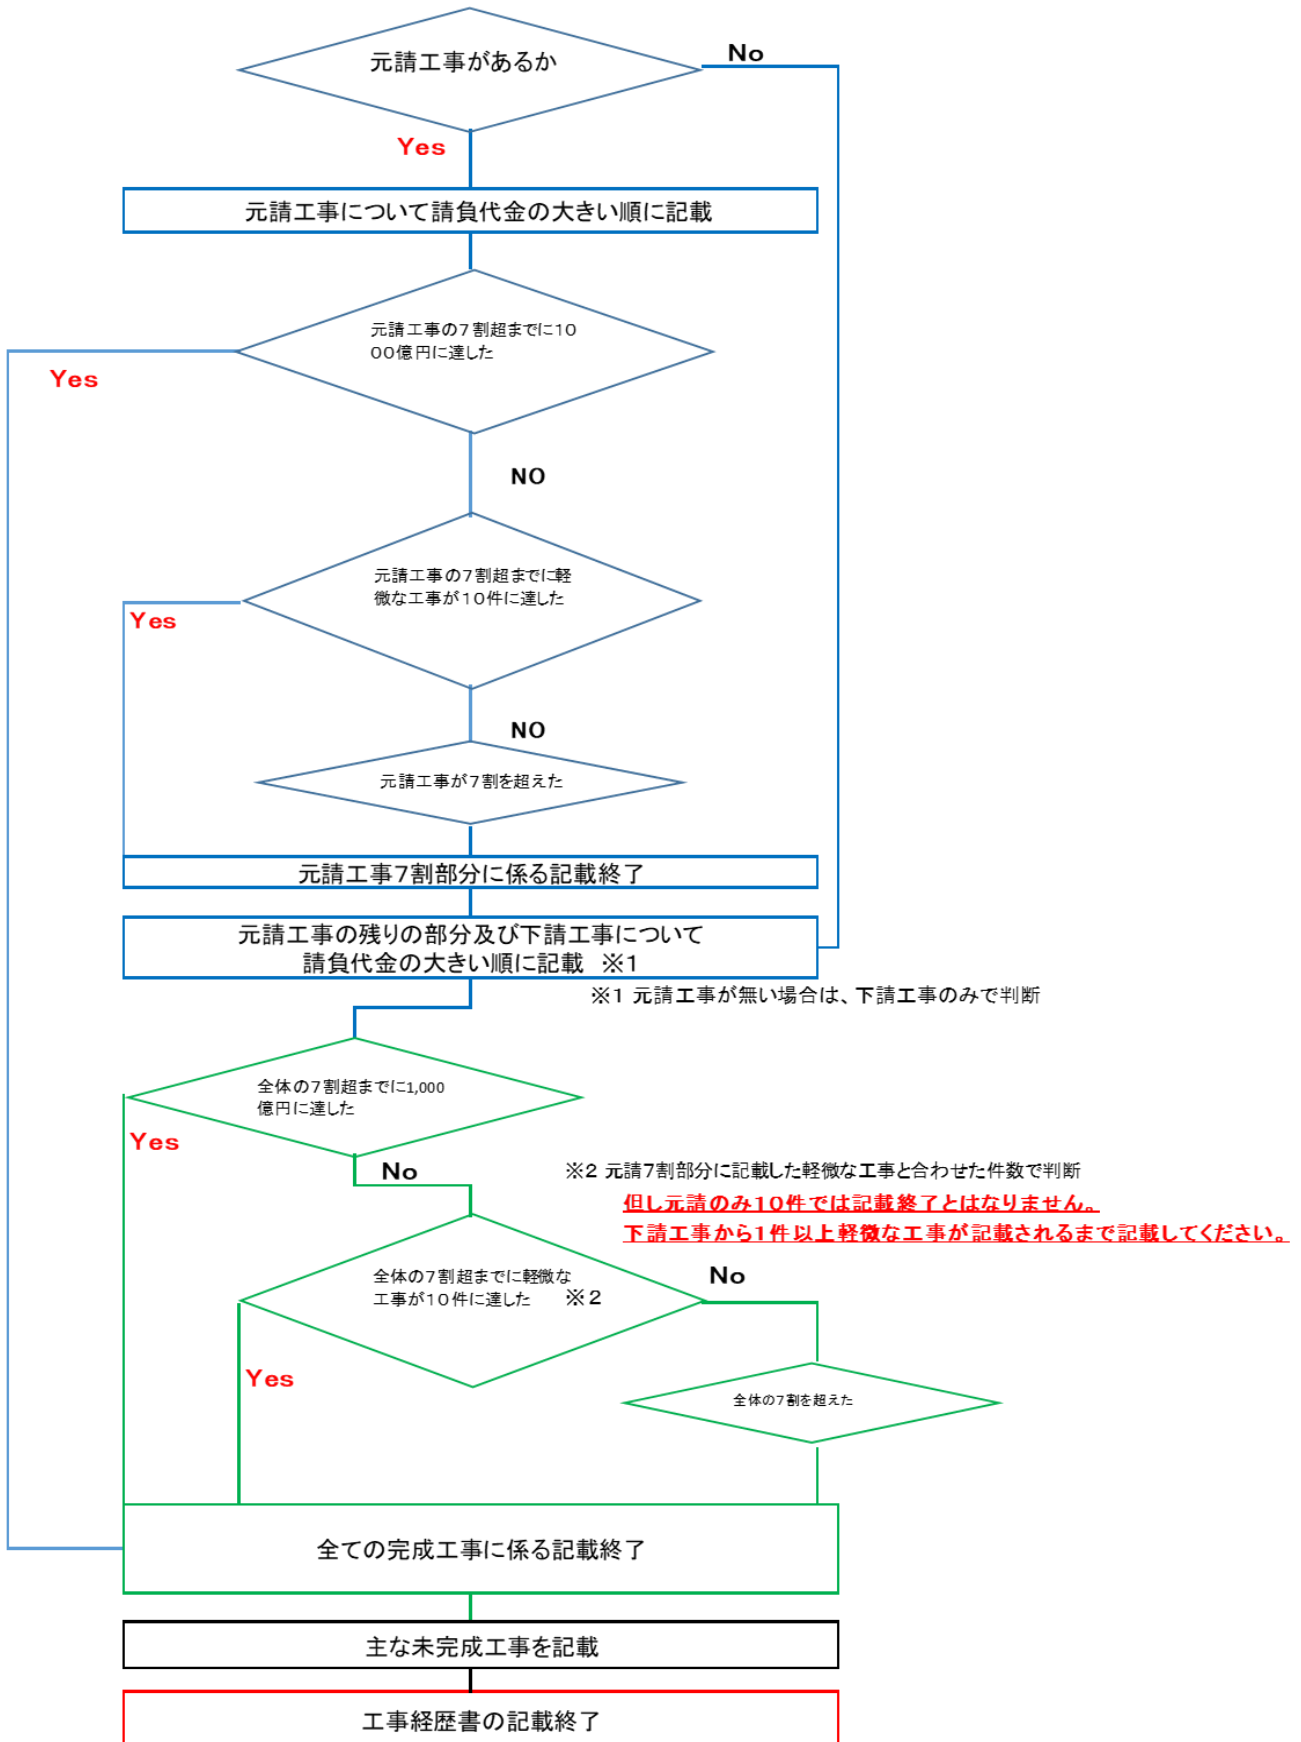 元請工事があるか
No
Yes
元請工事について請負代金の大きい順に記載
元請工事の７割超までに１０
００億円に達した
Yes
NO
元請工事の７割超までに軽
微な工事が１０件に達した
Yes
NO
元請工事が７割を超えた
元請工事７割部分に係る記載終了
元請工事の残りの部分及び下請工事について
請負代金の大きい順に記載　※１
※１ 元請工事が無い場合は、下請工事のみで判断
全体の７割超までに1,000
億円に達した
Yes
No
※２ 元請７割部分に記載した軽微な工事と合わせた件数で判断
但し元請のみ１０件では記載終了とはなりません。
下請工事から１件以上軽微な工事が記載されるまで記載してください。
全体の７割超までに軽微な
工事が１０件に達した　※２
No
Yes
全体の７割を超えた
全ての完成工事に係る記載終了
主な未完成工事を記載
工事経歴書の記載終了